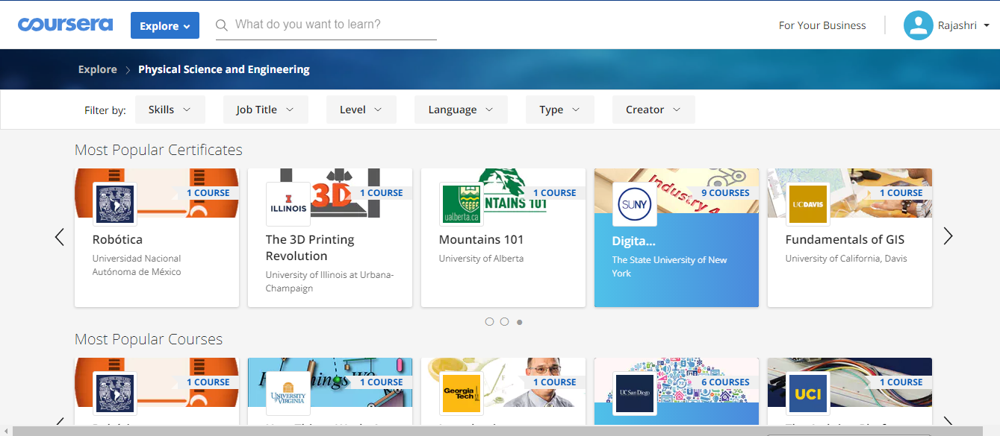 coursera
Explore
What do you want to learn?
For Your Business
Rajashri
Explore
Physical Science and Engineering
Filter by:
Skills
Job Title
Level
Language
Type
Creator
Most Popular Certificates
1 COURSE
Robótica
Universidad Nacional
Autónoma de México
ILLINOIS
3D
1 COURSE
The 3D Printing
Revolution
University of Illinois at Urbana-
Champaign
ualberta.ca
NTAINS 101
1 COURSE
Mountains 101
University of Alberta
SUNY
Industry 4
9 COURSES
Digita...
The State University of New
York
UCDAVIS
1 COURSE
Fundamentals of GIS
University of California, Davis
Most Popular Courses
1 COURSE
UNIVERSITY
of VIRGINIA
1 COURSE
Georgia
Tech
1 COURSE
UC San Diego
6 COURSES
UCI
1 COURSE